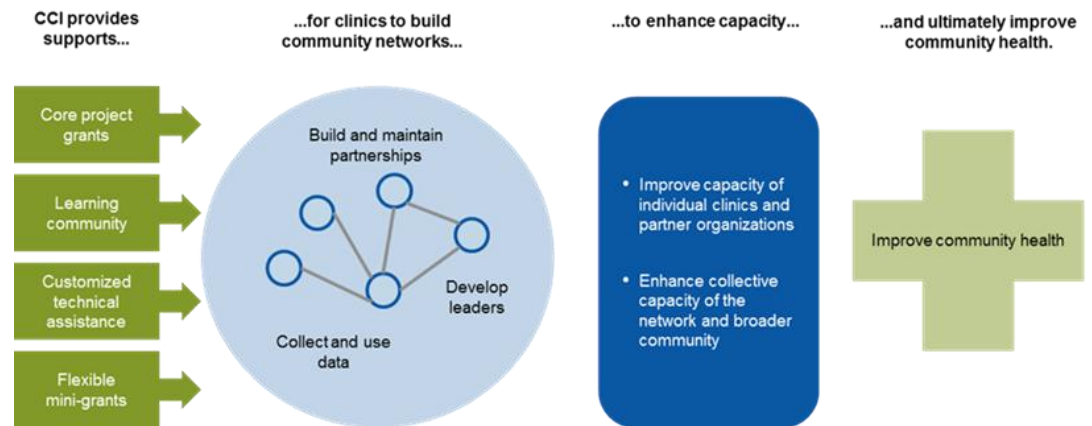 CCI provides
supports...
...for clinics to build
community networks...
...to enhance capacity...
...and ultimately improve
community health.
Core project
grants
Learning
community
Customized
technical
assistance
Flexible
mini-grants
Build and maintain
partnerships
Develop
leaders
Collect and use
data
• Improve capacity of
individual clinics and
partner organizations
• Enhance collective
capacity of the
network and broader
community
Improve community health